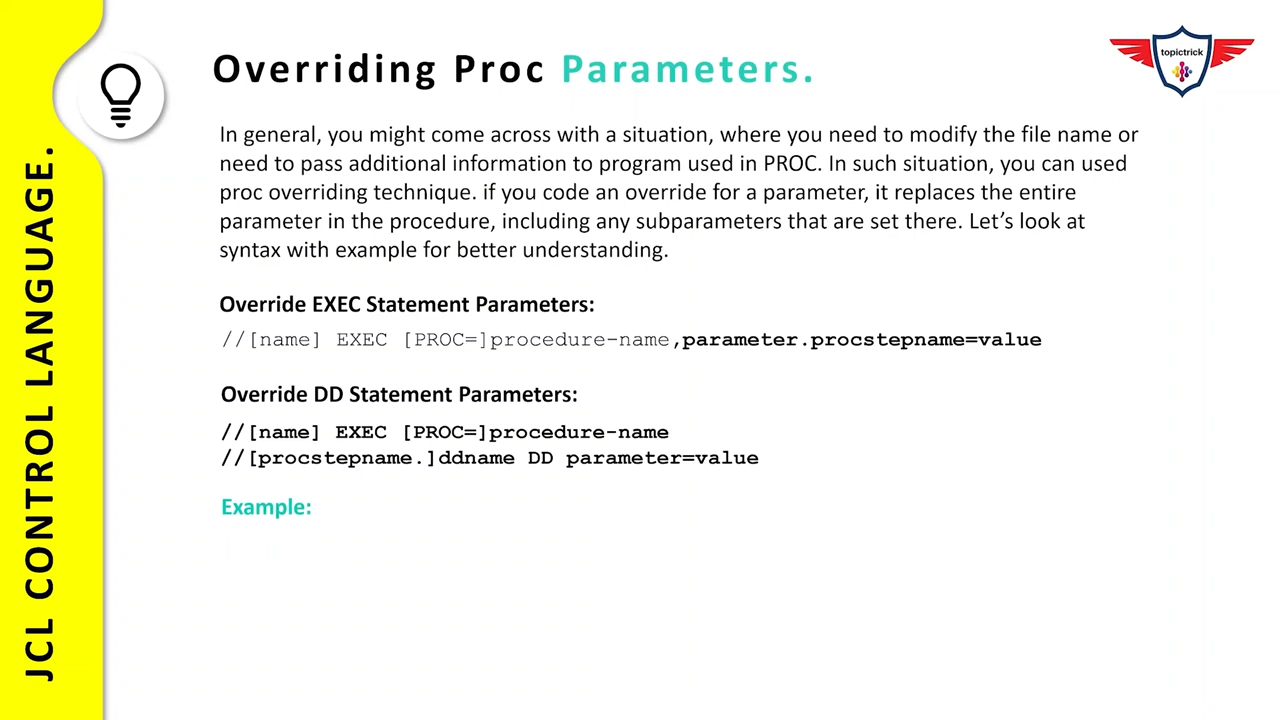 JCL CONTROL LANGUAGE.
Overriding Proc Parameters.
topictrick
In general, you might come across with a situation, where you need to modify the file name or
need to pass additional information to program used in PROC. In such situation, you can used
proc overriding technique. if you code an override for a parameter, it replaces the entire
parameter in the procedure, including any subparameters that are set there. Let’s look at
syntax with example for better understanding.
Override EXEC Statement Parameters:
//[name] EXEC [PROC=]procedure-name,parameter.procstepname=value
Override DD Statement Parameters:
//[name] EXEC [PROC=]procedure-name
//[procstepname.]ddname DD parameter=value
Example: